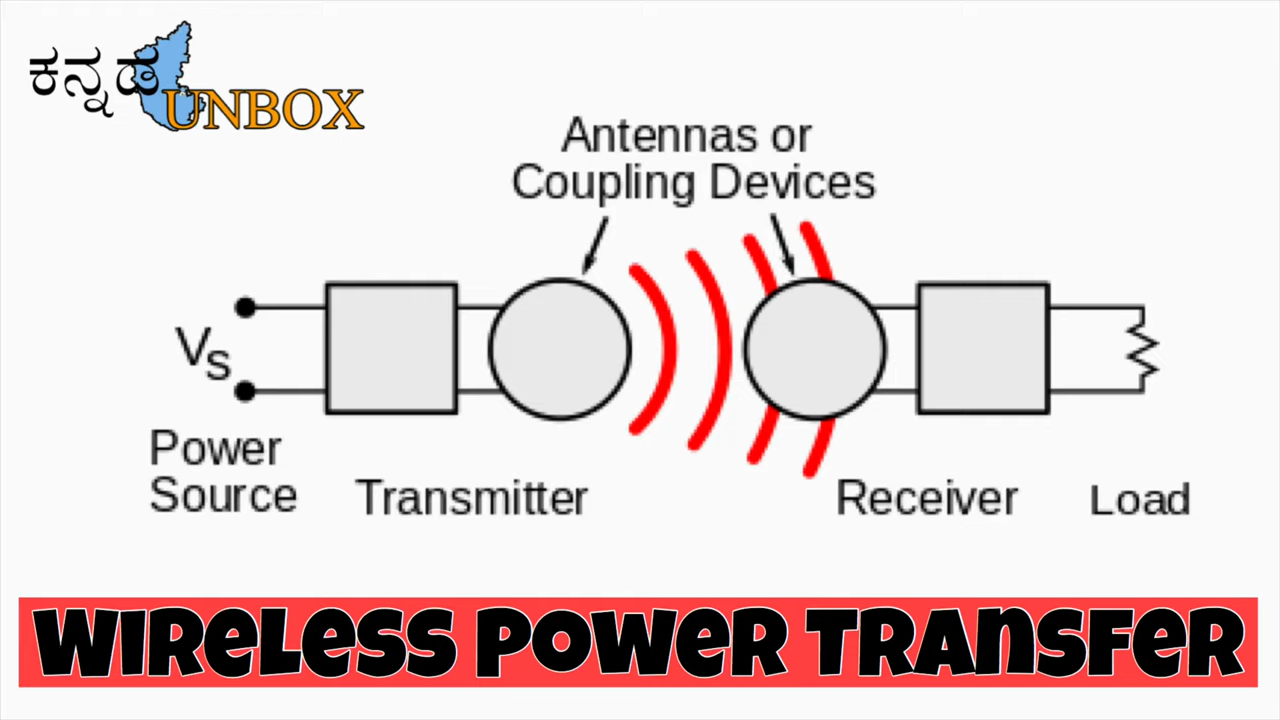 ಕನ್ನಡ
UNBOX
Antennas or
Coupling Devices
Vs
Power
Source
Transmitter
Receiver
Load
WIRELESS POWER TRANSFER